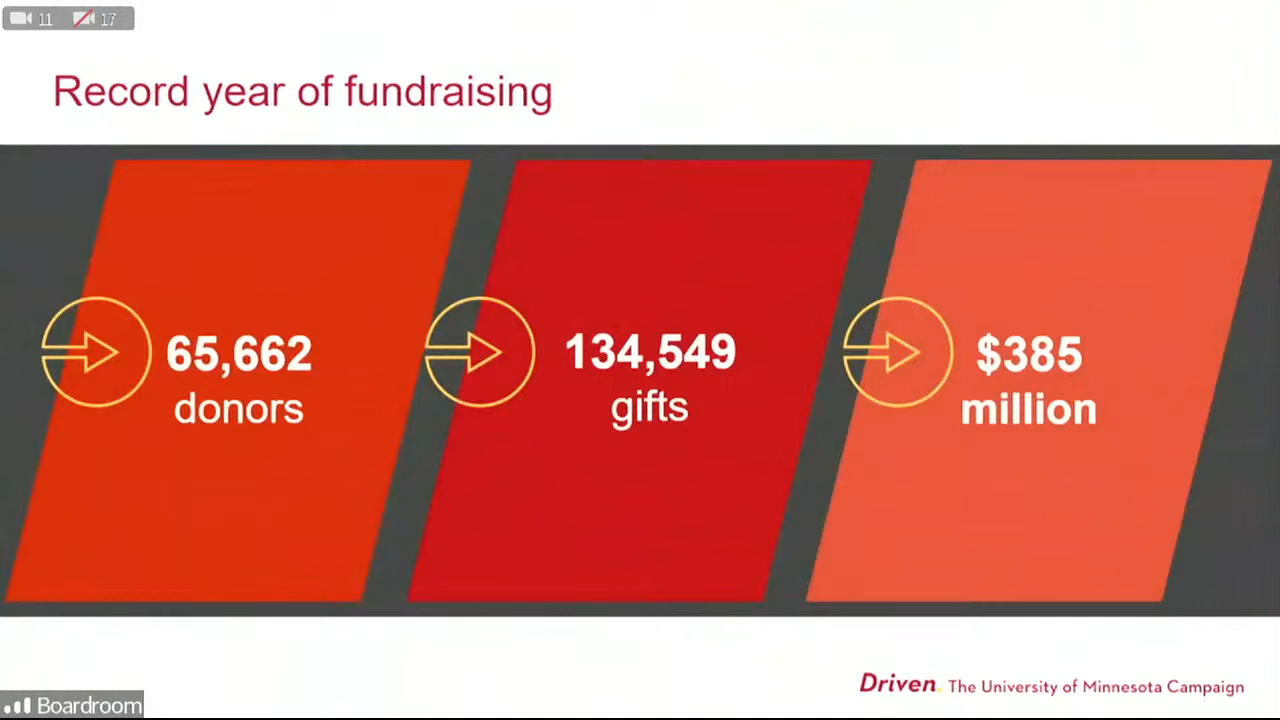 11 17
Record year of fundraising
65,662
donors
134,549
gifts
$385
million
Driven. The University of Minnesota Campaign
Boardroom